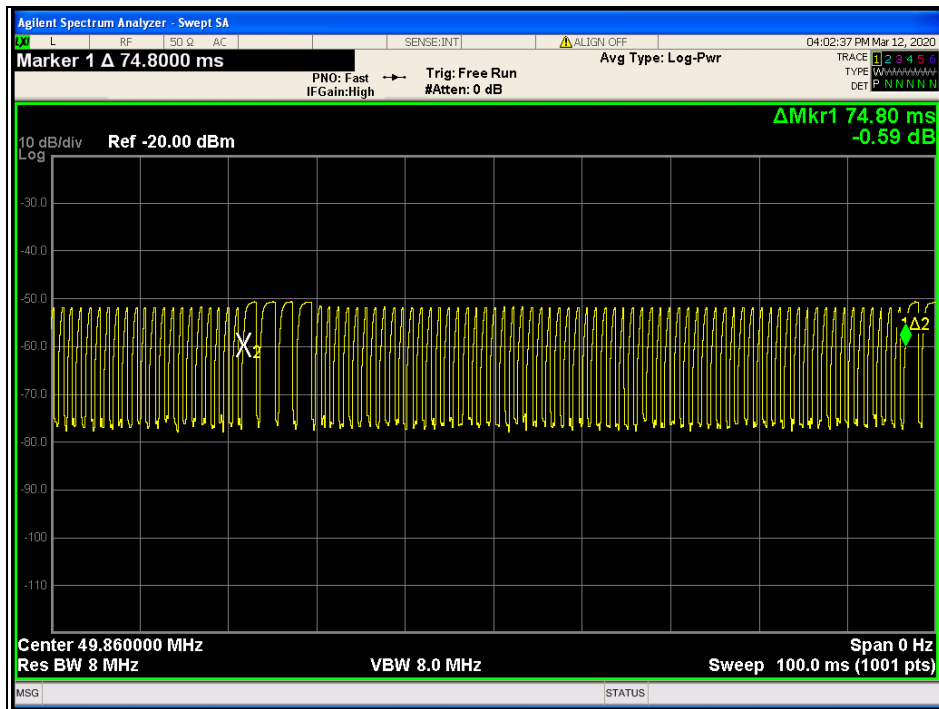 Agilent Spectrum Analyzer - Swept SA
LXI L RF 50 Ω AC SENSE:INT ALIGN OFF 04:02:37 PM Mar 12, 2020
Marker 1 Δ 74.8000 ms
PNO: Fast
IFGain:High
Trig: Free Run
#Atten: 0 dB
Avg Type: Log-Pwr
TRACE 1 2 3 4 5 6
TYPE WWWWWW
DET P N N N N N
ΔMkr1 74.80 ms
-0.59 dB
10 dB/div Ref -20.00 dBm
Log
-30.0
-40.0
-50.0
1Δ2
-60.0
2
-70.0
-80.0
-90.0
-100
-110
Center 49.860000 MHz Span 0 Hz
Res BW 8 MHz VBW 8.0 MHz Sweep 100.0 ms (1001 pts)
MSG STATUS